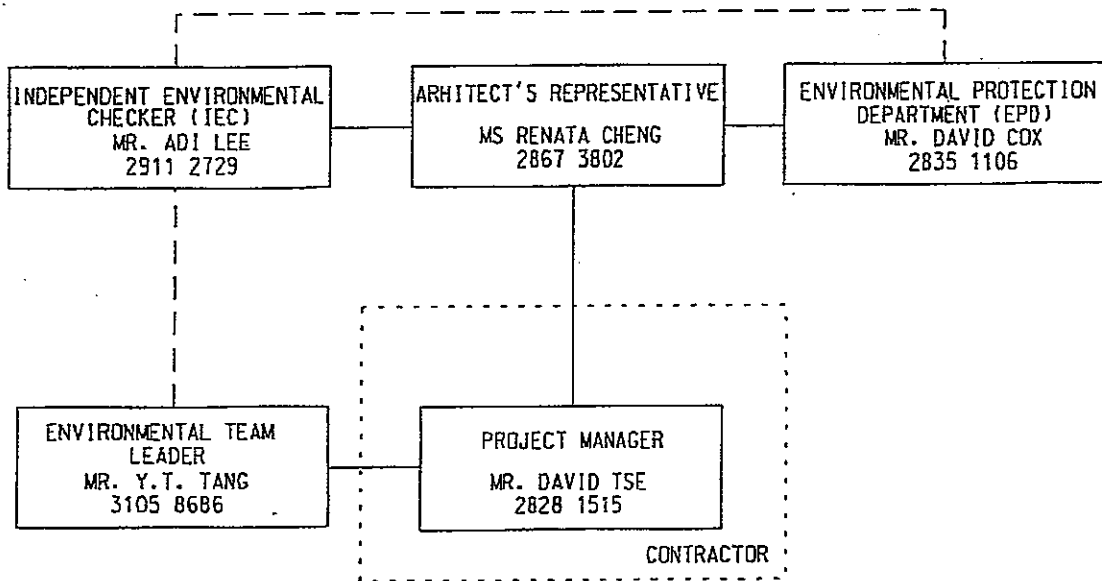 INDEPENDENT ENVIRONMENTAL
CHECKER (IEC)
MR. ADI LEE
2911 2729
ARHITECT'S REPRESENTATIVE
MS RENATA CHENG
2867 3802
ENVIRONMENTAL PROTECTION
DEPARTMENT (EPD)
MR. DAVID COX
2835 1106
ENVIRONMENTAL TEAM
LEADER
MR. Y.T. TANG
3105 8686
PROJECT MANAGER
MR. DAVID TSE
2828 1515
CONTRACTOR